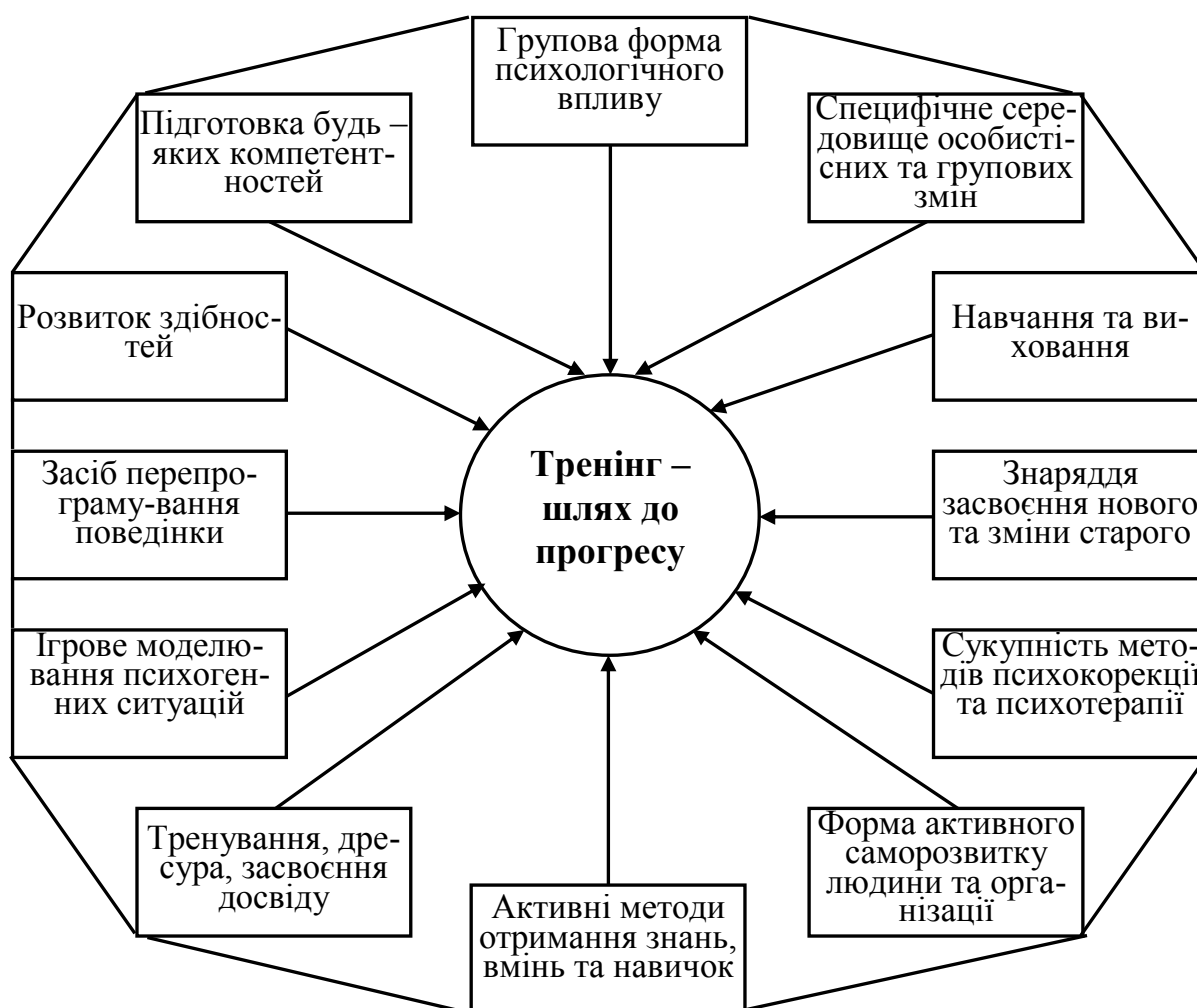 Групова форма
психологічного
впливу
Підготовка будь –
яких компетент-
ностей
Специфічне сере-
довище особисті-
сних та групових
змін
Розвиток здібнос-
тей
Навчання та ви-
ховання
Засіб перепро-
граму-вання
поведінки
Тренінг –
шлях до
прогресу
Знаряддя
засвоєння нового
та зміни старого
Ігрове моделю-
вання психоген-
них ситуацій
Сукупність мето-
дів психокорекції
та психотерапії
Тренування, дре-
сура, засвоєння
досвіду
Активні методи
отримання знань,
вмінь та навичок
Форма активного
саморозвитку
людини та орга-
нізації